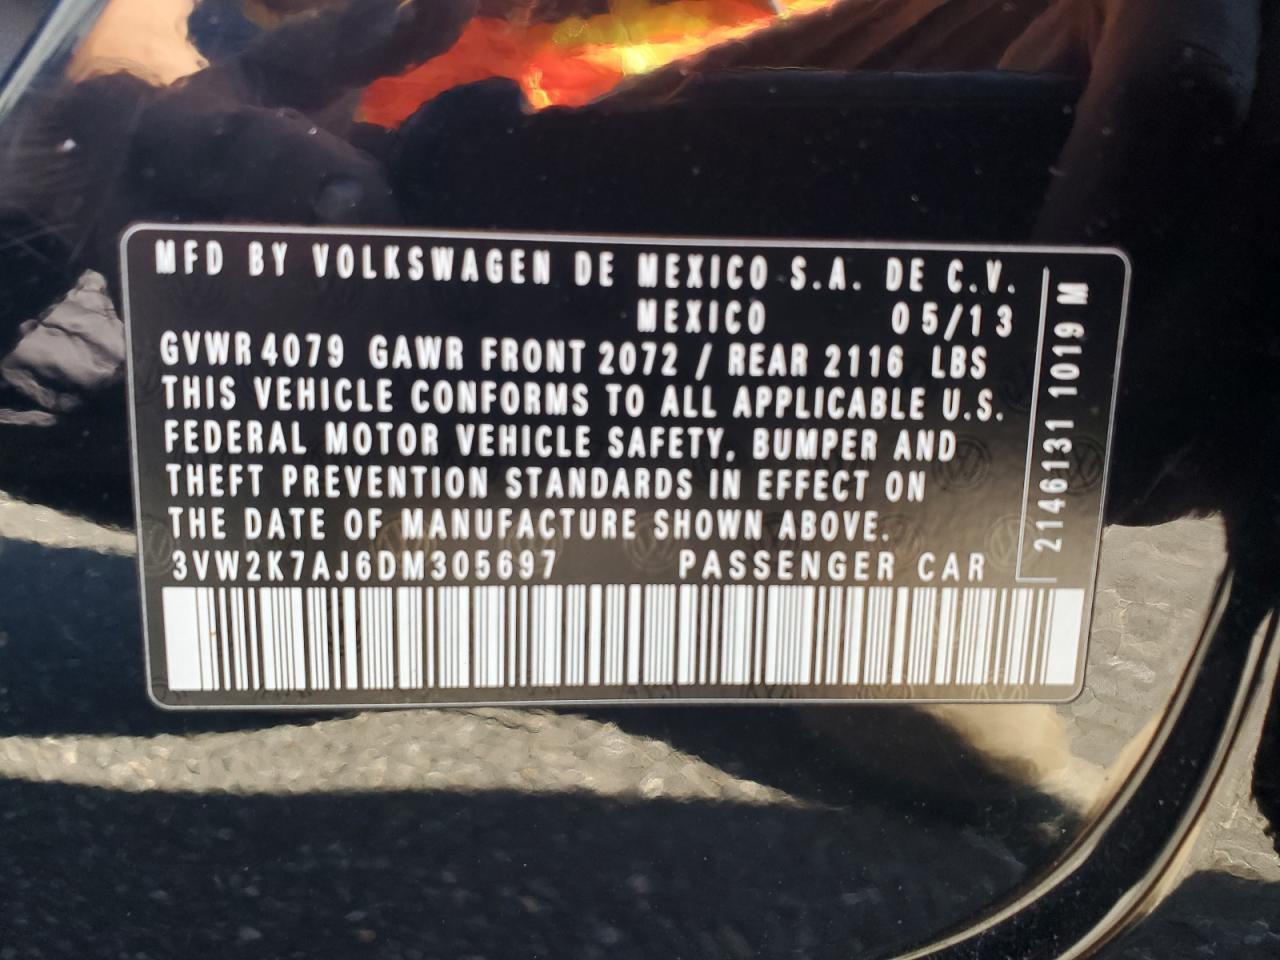 MFD BY VOLKSWAGEN DE MEXICO S.A. DE C.V.
MEXICO 05/13
GVWR 4079 GAWR FRONT 2072 / REAR 2116 LBS
THIS VEHICLE CONFORMS TO ALL APPLICABLE U.S.
FEDERAL MOTOR VEHICLE SAFETY, BUMPER AND
THEFT PREVENTION STANDARDS IN EFFECT ON
THE DATE OF MANUFACTURE SHOWN ABOVE.
3VW2K7AJ6DM305697 PASSENGER CAR
2146131 1019 M